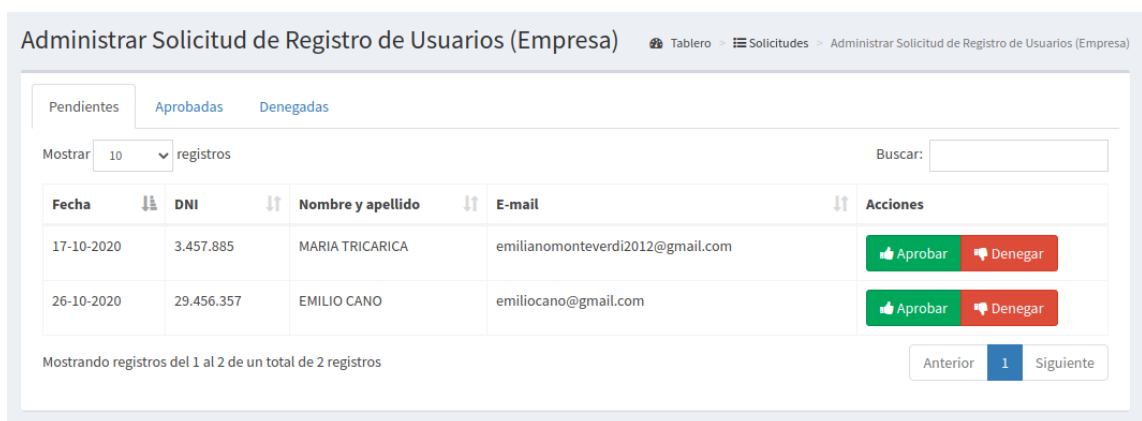 Administrar Solicitud de Registro de Usuarios (Empresa) Tablero > Solicitudes > Administrar Solicitud de Registro de Usuarios (Empresa)
Pendientes Aprobadas Denegadas
Mostrar 10 registros Buscar:
Fecha DNI Nombre y apellido E-mail Acciones
17-10-2020 3.457.885 MARIA TRICARICA emilianomonteverdi2012@gmail.com Aprobar Denegar
26-10-2020 29.456.357 EMILIO CANO emiliocano@gmail.com Aprobar Denegar
Mostrando registros del 1 al 2 de un total de 2 registros Anterior 1 Siguiente